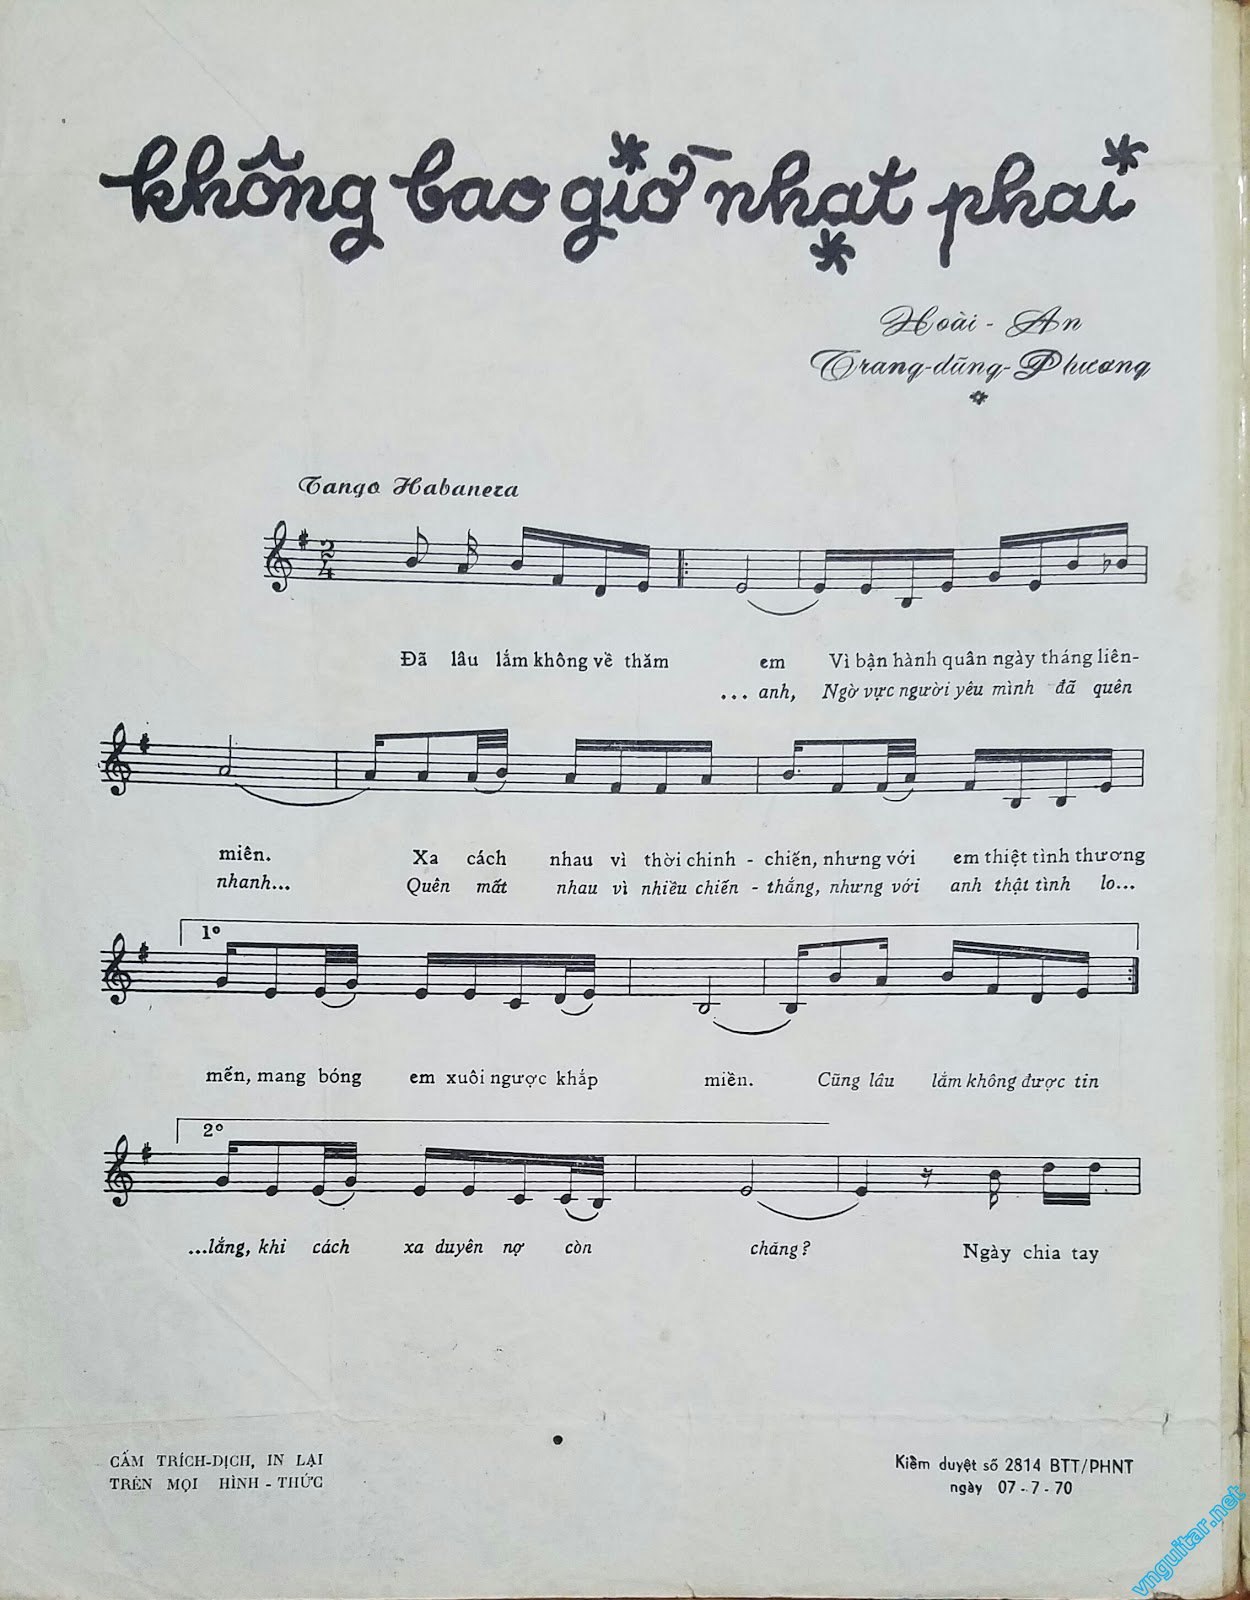 không bao giờ nhạt phai
Hoài - An
Trang-dũng-Phương
Tango Habanera
2
4
Đã lâu lắm không về thăm em Vì bận hành quân ngày tháng liên-
... anh, Ngờ vực người yêu mình đã quên
miên. Xa cách nhau vì thời chinh - chiến, nhưng với em thiệt tình thương
nhanh... Quên mất nhau vì nhiều chiến - thắng, nhưng với anh thật tình lo...
1º
mến, mang bóng em xuôi ngược khắp miền. Cũng lâu lắm không được tin
2º
...lắng, khi cách xa duyên nợ còn chăng? Ngày chia tay
CẤM TRÍCH-DỊCH, IN LẠI
TRÊN MỌI HÌNH - THỨC
Kiểm duyệt số 2814 BTT/PHNT
ngày 07 - 7 - 70
vnguitar.net